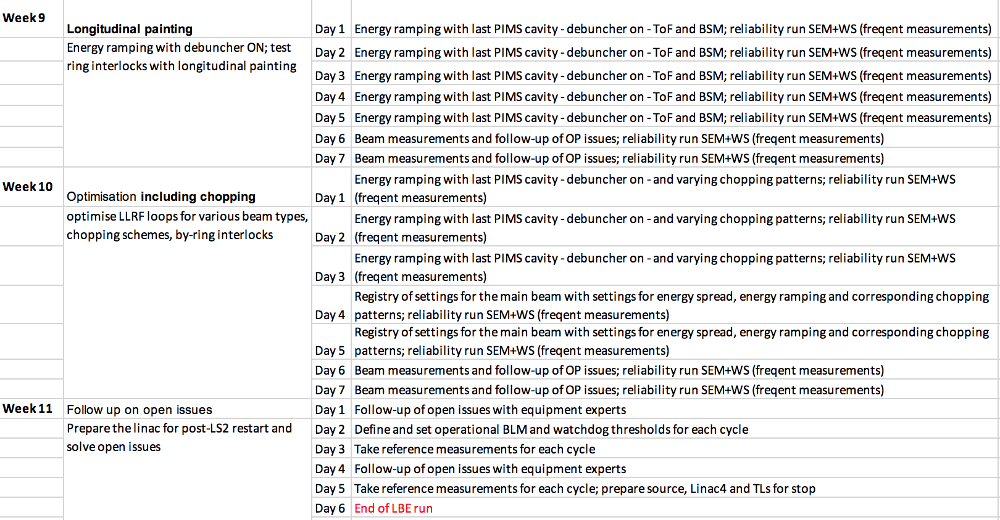 Week 9
Longitudinal painting
Day 1 Energy ramping with last PIMS cavity - debuncher on - ToF and BSM; reliability run SEM+WS (freqent measurements)
Energy ramping with debuncher ON; test
ring interlocks with longitudinal painting
Day 2 Energy ramping with last PIMS cavity - debuncher on - ToF and BSM; reliability run SEM+WS (freqent measurements)
Day 3 Energy ramping with last PIMS cavity - debuncher on - ToF and BSM; reliability run SEM+WS (freqent measurements)
Day 4 Energy ramping with last PIMS cavity - debuncher on - ToF and BSM; reliability run SEM+WS (freqent measurements)
Day 5 Energy ramping with last PIMS cavity - debuncher on - ToF and BSM; reliability run SEM+WS (freqent measurements)
Day 6 Beam measurements and follow-up of OP issues; reliability run SEM+WS (freqent measurements)
Day 7 Beam measurements and follow-up of OP issues; reliability run SEM+WS (freqent measurements)
Week 10
Optimisation including chopping
Energy ramping with last PIMS cavity - debuncher on - and varying chopping patterns; reliability run SEM+WS
Day 1 (freqent measurements)
optimise LLRF loops for various beam types,
chopping schemes, by-ring interlocks
Energy ramping with last PIMS cavity - debuncher on - and varying chopping patterns; reliability run SEM+WS
Day 2 (freqent measurements)
Energy ramping with last PIMS cavity - debuncher on - and varying chopping patterns; reliability run SEM+WS
Day 3 (freqent measurements)
Registry of settings for the main beam with settings for energy spread, energy ramping and corresponding chopping
Day 4 patterns; reliability run SEM+WS (freqent measurements)
Registry of settings for the main beam with settings for energy spread, energy ramping and corresponding chopping
Day 5 patterns; reliability run SEM+WS (freqent measurements)
Day 6 Beam measurements and follow-up of OP issues; reliability run SEM+WS (freqent measurements)
Day 7 Beam measurements and follow-up of OP issues; reliability run SEM+WS (freqent measurements)
Week 11
Follow up on open issues
Day 1 Follow-up of open issues with equipment experts
Prepare the linac for post-LS2 restart and
solve open issues
Day 2 Define and set operational BLM and watchdog thresholds for each cycle
Day 3 Take reference measurements for each cycle
Day 4 Follow-up of open issues with equipment experts
Day 5 Take reference measurements for each cycle; prepare source, Linac4 and TLs for stop
Day 6 End of LBE run